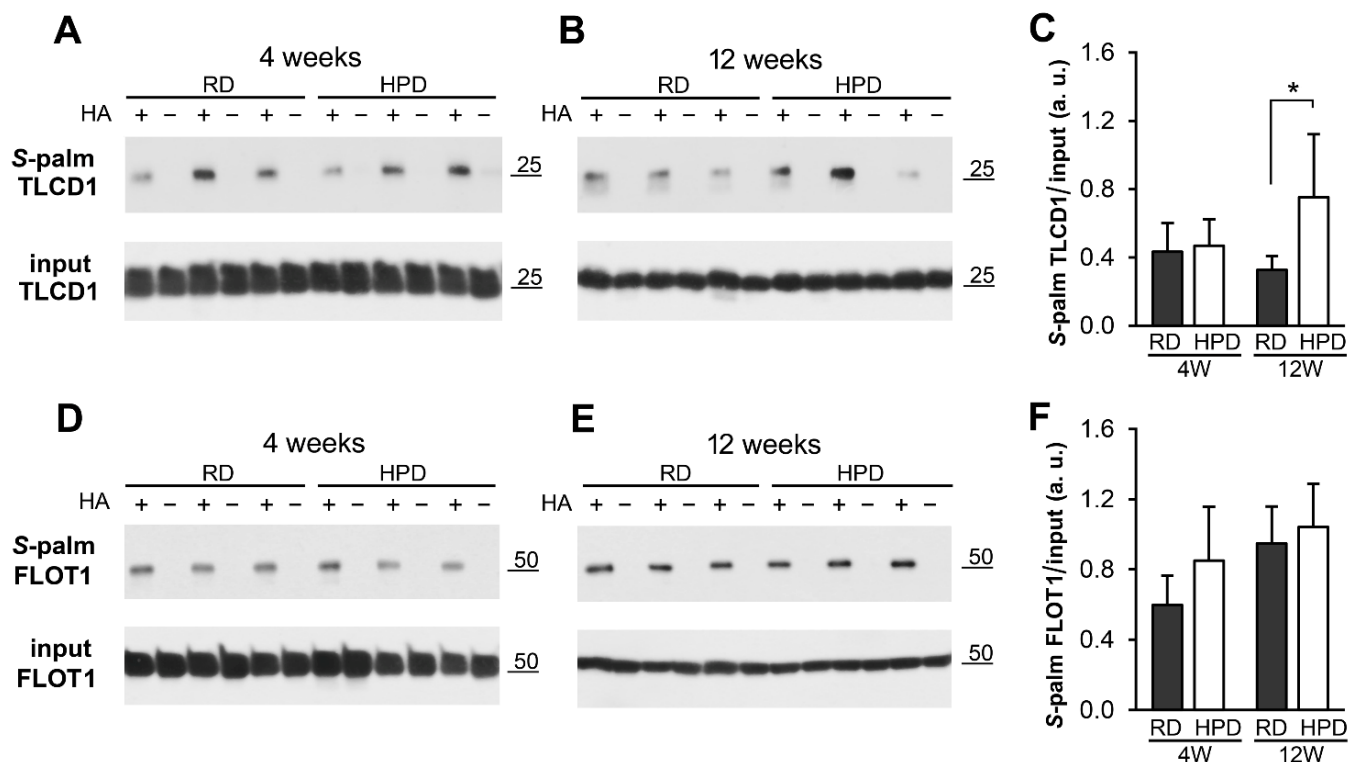 A
4 weeks
RD HPD
HA + − + − + − + − + − + −
S-palm
TLCD1
25
input
TLCD1
25
B
12 weeks
RD HPD
HA + − + − + − + − + − + −
25
25
C
S-palm TLCD1/input (a. u.)
1.6
1.2
0.8
0.4
0.0
*
RD HPD RD HPD
4W 12W
D
4 weeks
RD HPD
HA + − + − + − + − + − + −
S-palm
FLOT1
50
input
FLOT1
50
E
12 weeks
RD HPD
HA + − + − + − + − + − + −
50
50
F
S-palm FLOT1/input (a. u.)
1.6
1.2
0.8
0.4
0.0
RD HPD RD HPD
4W 12W